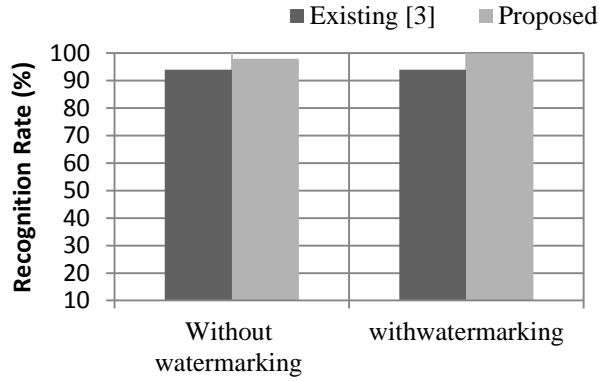 Existing [3] Proposed
Recognition Rate (%)
100
90
80
70
60
50
40
30
20
10
Without
watermarking
withwatermarking